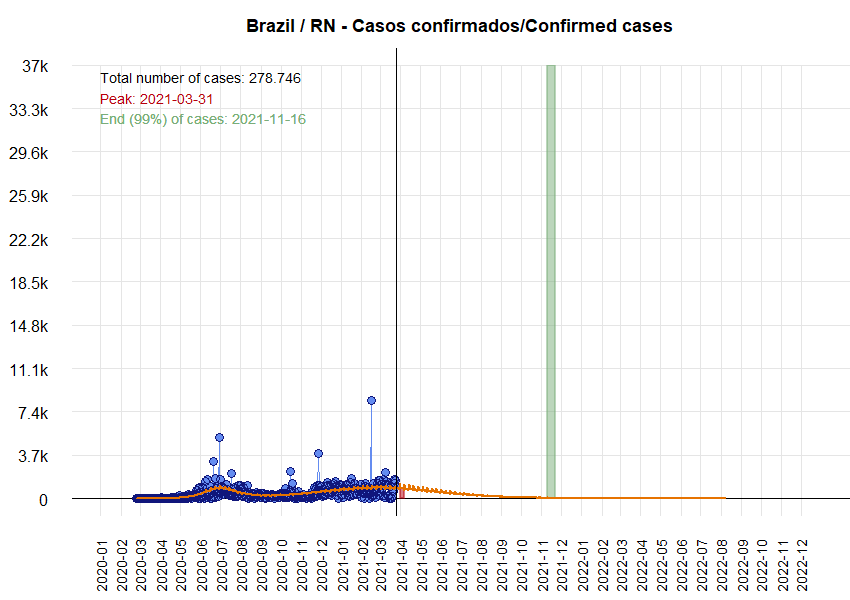 Brazil / RN - Casos confirmados/Confirmed cases
37k
Total number of cases: 278.746
Peak: 2021-03-31
33.3k
End (99%) of cases: 2021-11-16
29.6k
25.9k
22.2k
18.5k
14.8k
11.1k
7.4k
3.7k
0
2020-01
2020-02
2020-03
2020-04
2020-05
2020-06
2020-07
2020-08
2020-09
2020-10
2020-11
2020-12
2021-01
2021-02
2021-03
2021-04
2021-05
2021-06
2021-07
2021-08
2021-09
2021-10
2021-11
2021-12
2022-01
2022-02
2022-03
2022-04
2022-05
2022-06
2022-07
2022-08
2022-09
2022-10
2022-11
2022-12